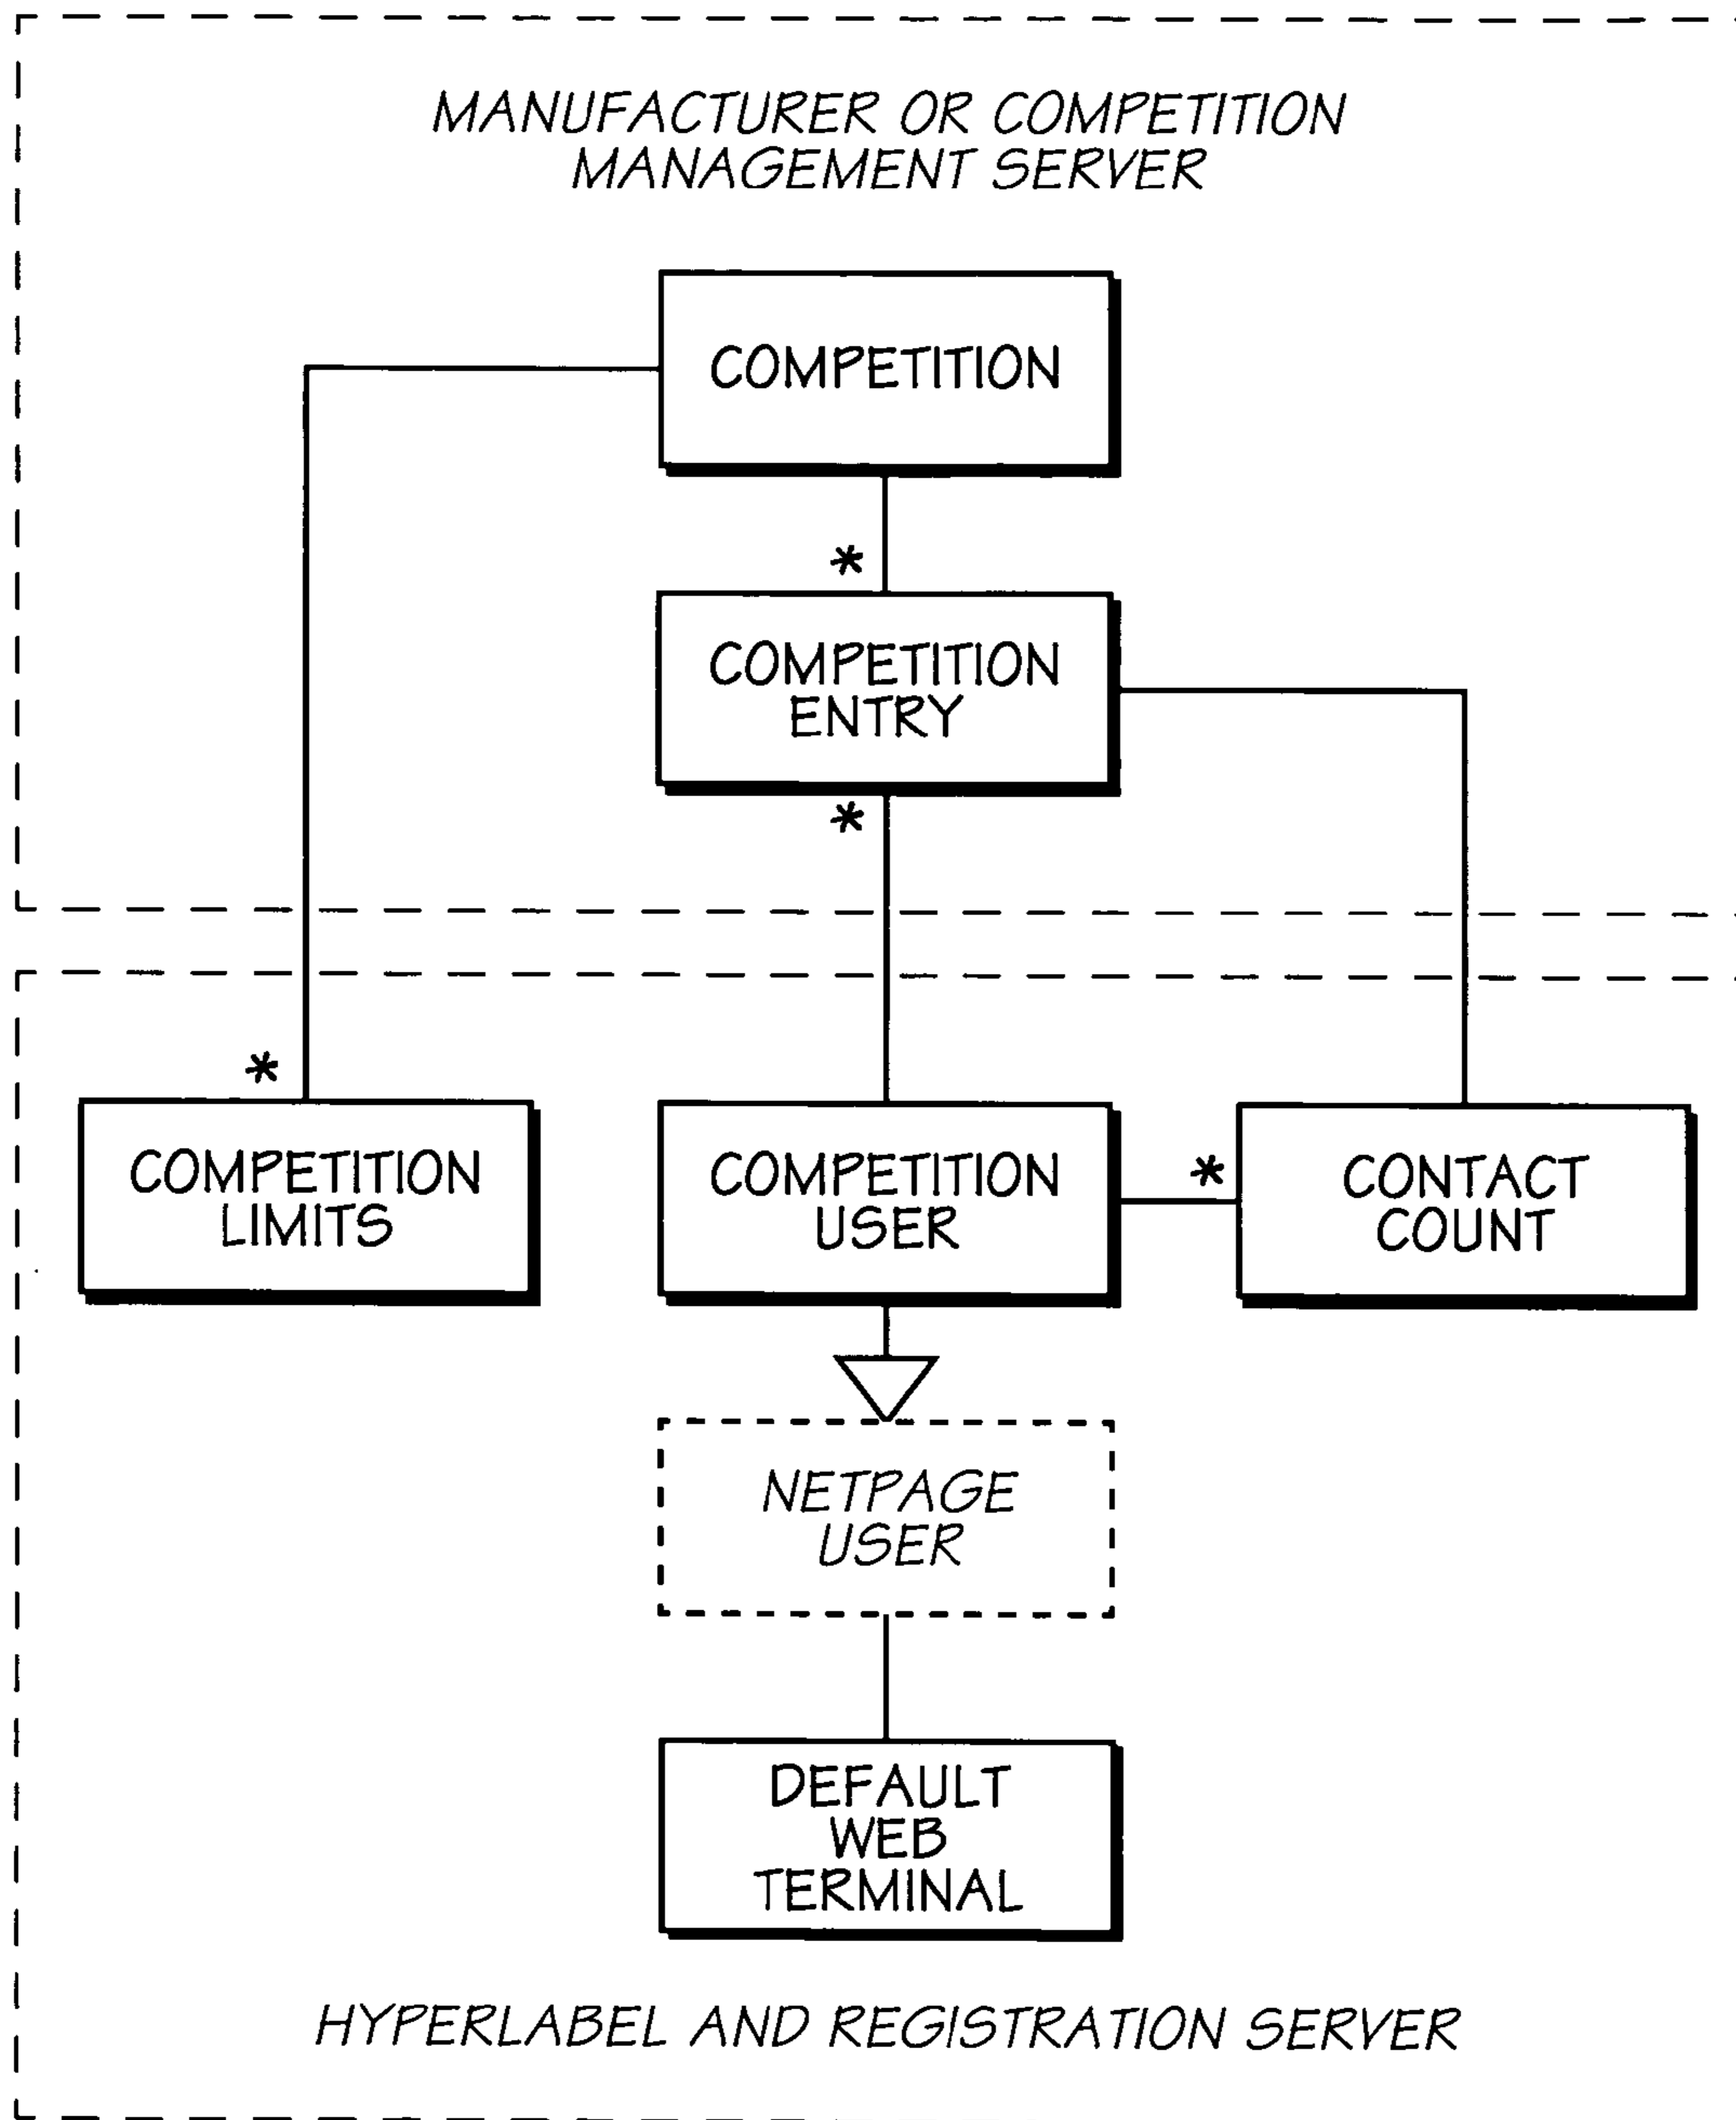 MANUFACTURER OR COMPETITION
MANAGEMENT SERVER
COMPETITION
*
COMPETITION
ENTRY
*
*
COMPETITION
LIMITS
COMPETITION
USER
*
CONTACT
COUNT
NETPAGE
USER
DEFAULT
WEB
TERMINAL
HYPERLABEL AND REGISTRATION SERVER